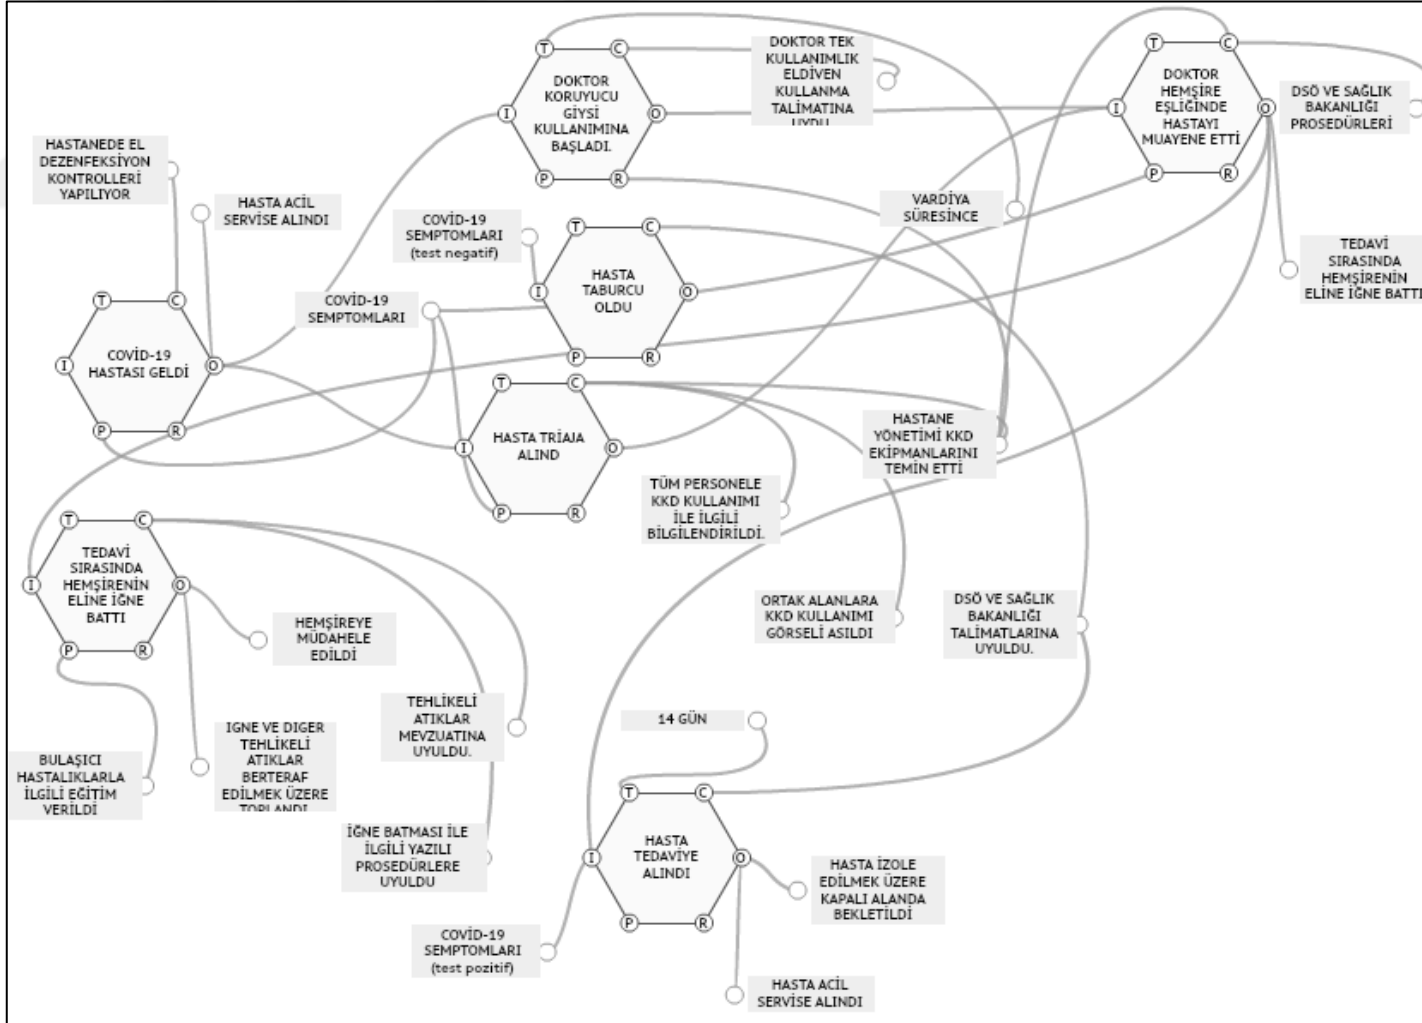 T
C
DOKTOR
KORUYUCU
GİYSİ
KULLANIMINA
BAŞLADI.
I
O
P
R
DOKTOR TEK
KULLANIMLIK
ELDİVEN
KULLANMA
TALİMATINA
UYDU
T
C
DOKTOR
HEMŞİRE
EŞLİĞİNDE
HASTAYI
MUAYENE ETTİ
I
O
P
R
DSÖ VE SAĞLIK
BAKANLIĞI
PROSEDÜRLERİ
HASTANEDE EL
DEZENFEKSİYON
KONTROLLERİ
YAPILIYOR
HASTA ACİL
SERVİSE ALINDI
COVİD-19
SEMPTOMLARI
(test negatif)
VARDİYA
SÜRESİNCE
TEDAVİ
SIRASINDA
HEMŞİRENİN
ELİNE İĞNE BATTI
T
C
HASTA
TABURCU
OLDU
I
O
P
R
COVİD-19
SEMPTOMLARI
T
C
COVİD-19
HASTASI GELDİ
I
O
P
R
T
C
HASTA TRİAJA
ALIND
I
O
P
R
HASTANE
YÖNETİMİ KKD
EKİPMANLARINI
TEMİN ETTİ
TÜM PERSONELE
KKD KULLANIMI
İLE İLGİLİ
BİLGİLENDİRİLDİ.
T
C
TEDAVİ
SIRASINDA
HEMŞİRENİN
ELİNE İĞNE
BATTI
I
O
P
R
HEMŞİREYE
MÜDAHELE
EDİLDİ
ORTAK ALANLARA
KKD KULLANIMI
GÖRSELİ ASILDI
DSÖ VE SAĞLIK
BAKANLIĞI
TALİMATLARINA
UYULDU.
TEHLİKELİ
ATIKLAR
MEVZUATINA
UYULDU.
14 GÜN
IGNE VE DIGER
TEHLİKELİ
ATIKLAR
BERTERAF
EDİLMEK ÜZERE
TOPLANDI
BULAŞICI
HASTALIKLARLA
İLGİLİ EĞİTİM
VERİLDİ
İĞNE BATMASI İLE
İLGİLİ YAZILI
PROSEDÜRLERE
UYULDU
T
C
HASTA
TEDAVİYE
ALINDI
I
O
P
R
HASTA İZOLE
EDİLMEK ÜZERE
KAPALI ALANDA
BEKLETİLDİ
COVİD-19
SEMPTOMLARI
(test pozitif)
HASTA ACİL
SERVİSE ALINDI